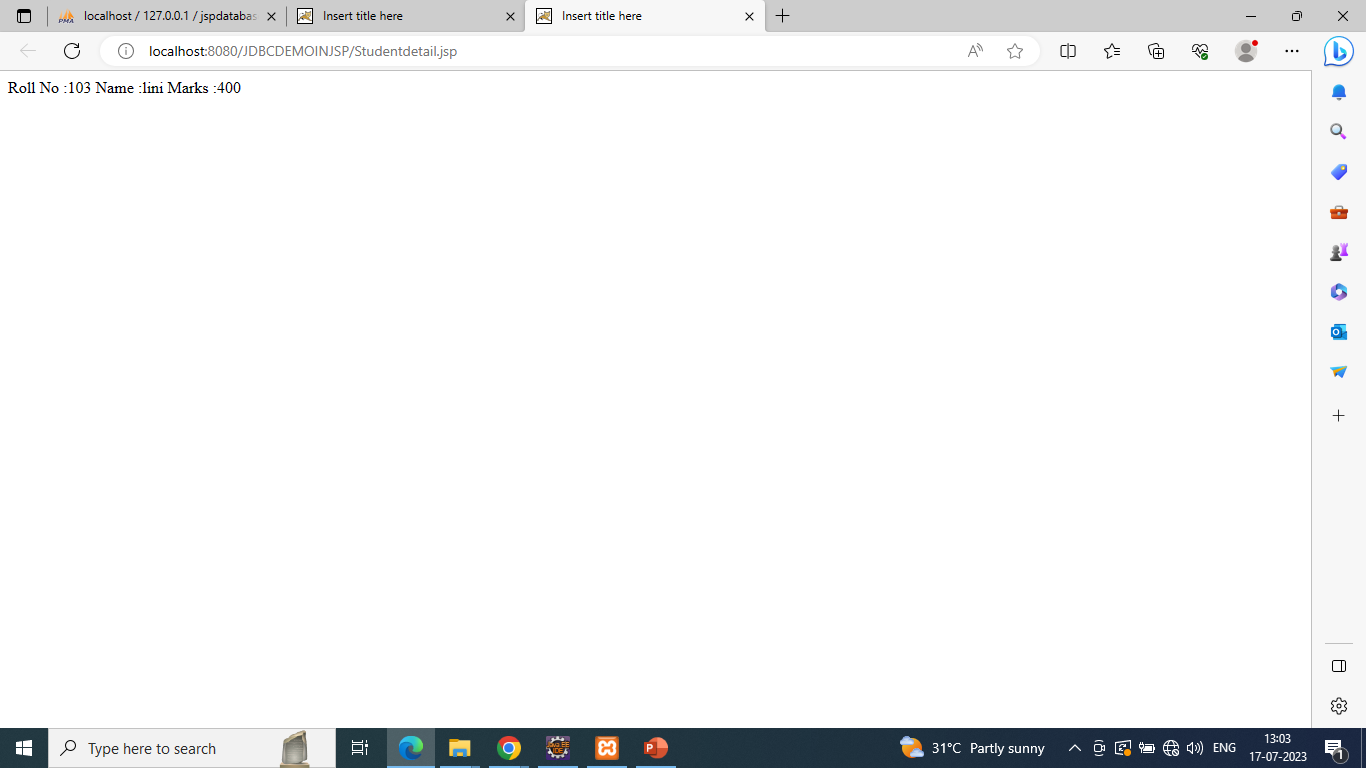 localhost / 127.0.0.1 / jspdatabas
Insert title here
Insert title here
localhost:8080/JDBCDEMOINJSP/Studentdetail.jsp
Roll No :103 Name :lini Marks :400
Type here to search
31°C Partly sunny
ENG
13:03
17-07-2023
1